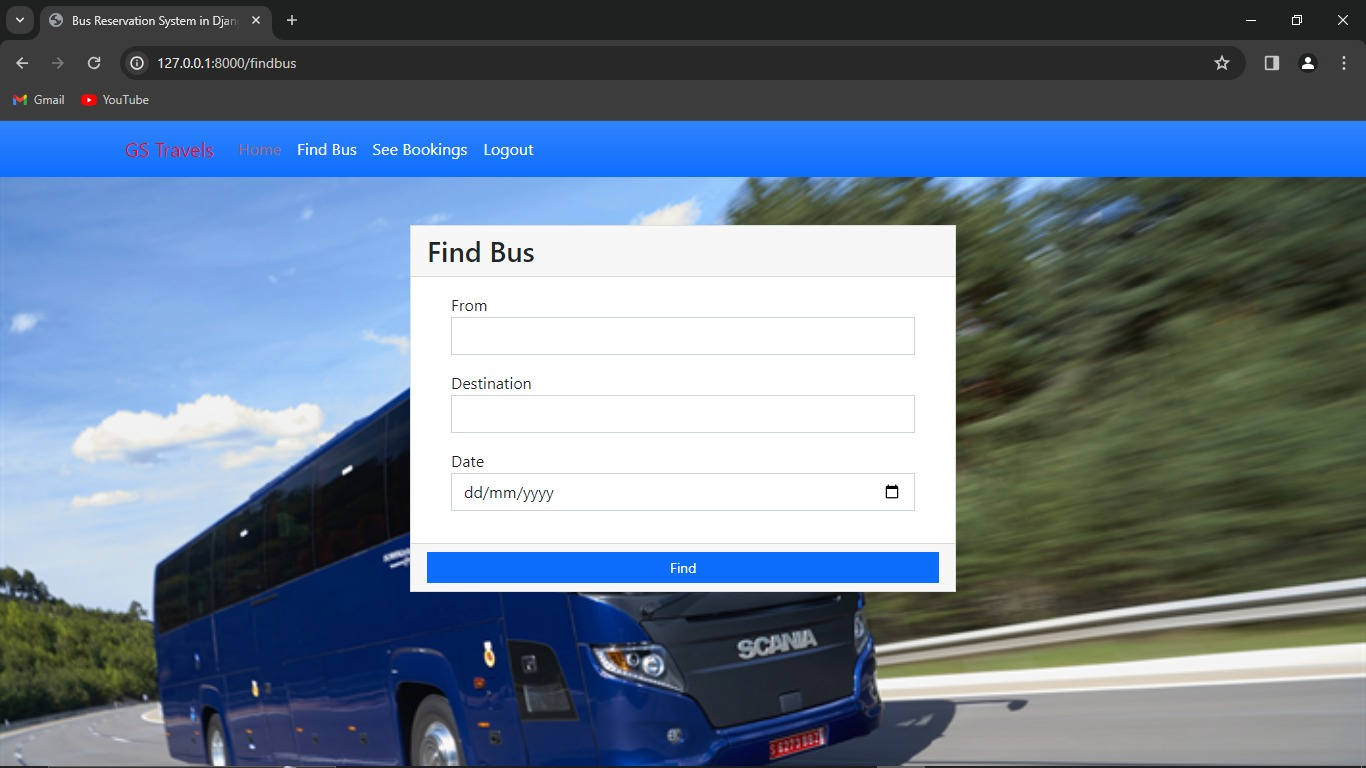 Bus Reservation System in Djan
127.0.0.1:8000/findbus
Gmail YouTube
GS Travels Home Find Bus See Bookings Logout
Find Bus
From
Destination
Date
dd/mm/yyyy
Find
SCANIA